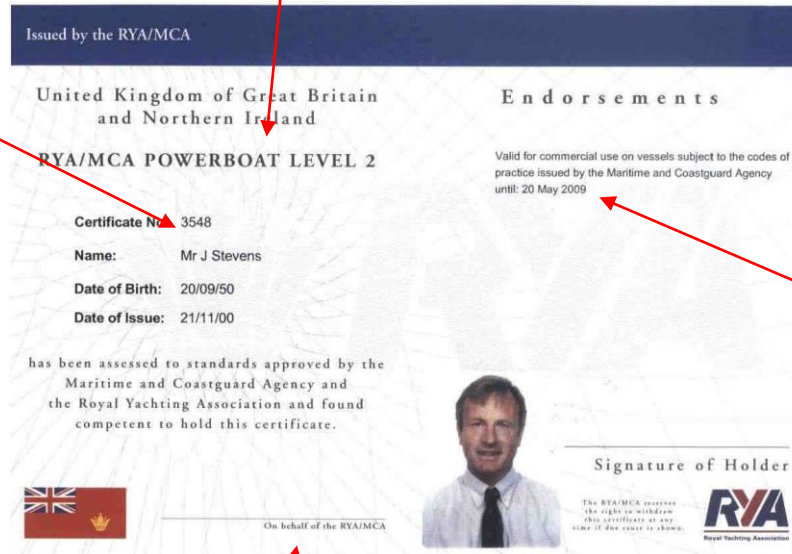 Issued by the RYA/MCA
United Kingdom of Great Britain
and Northern Ireland
RYA/MCA POWERBOAT LEVEL 2
Certificate No 3548
Name: Mr J Stevens
Date of Birth: 20/09/50
Date of Issue: 21/11/00
has been assessed to standards approved by the
Maritime and Coastguard Agency and
the Royal Yachting Association and found
competent to hold this certificate.
On behalf of the RYA/MCA
Endorsements
Valid for commercial use on vessels subject to the codes of
practice issued by the Maritime and Coastguard Agency
until: 20 May 2009
Signature of Holder
The RYA/MCA reserves
the right to withdraw
this certificate at any
time if due cause is shown.
RYA
Royal Yachting Association
RYA